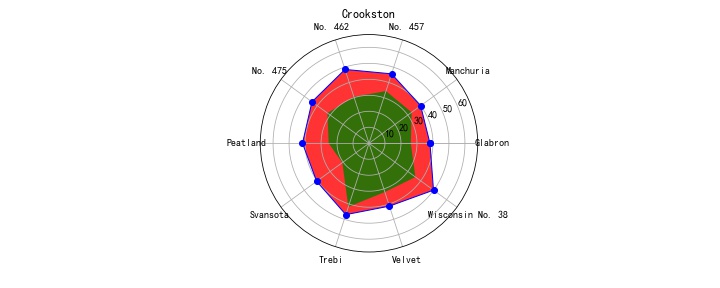 Crookston
No. 462
No. 457
No. 475
Manchuria
60
50
40
30
20
10
Peatland
Glabron
Svansota
Wisconsin No. 38
Trebi
Velvet